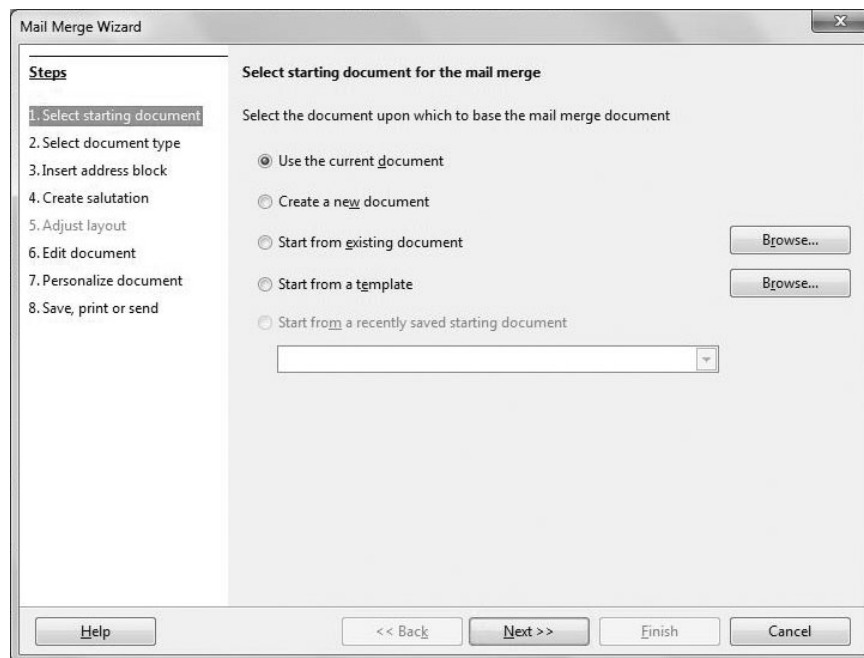 Mail Merge Wizard
Steps
1. Select starting document
2. Select document type
3. Insert address block
4. Create salutation
5. Adjust layout
6. Edit document
7. Personalize document
8. Save, print or send
Select starting document for the mail merge
Select the document upon which to base the mail merge document
Use the current document
Create a new document
Start from existing document
Browse...
Start from a template
Browse...
Start from a recently saved starting document
Help
<< Back
Next >>
Finish
Cancel